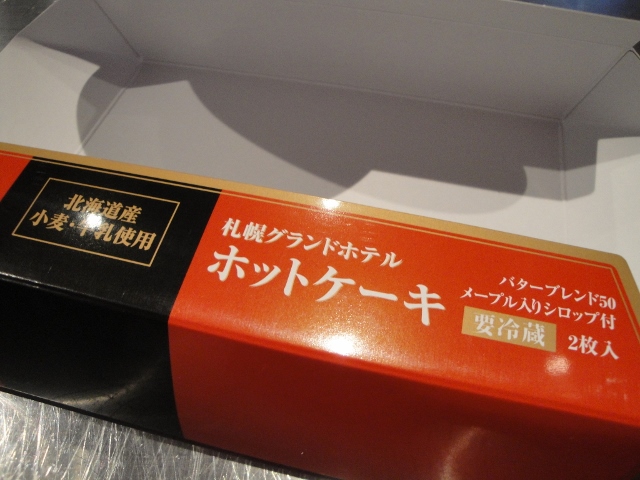 北海道産
小麦・牛乳使用
札幌グランドホテル
ホットケーキ
バターブレンド50
メープル入りシロップ付
要冷蔵
2枚入